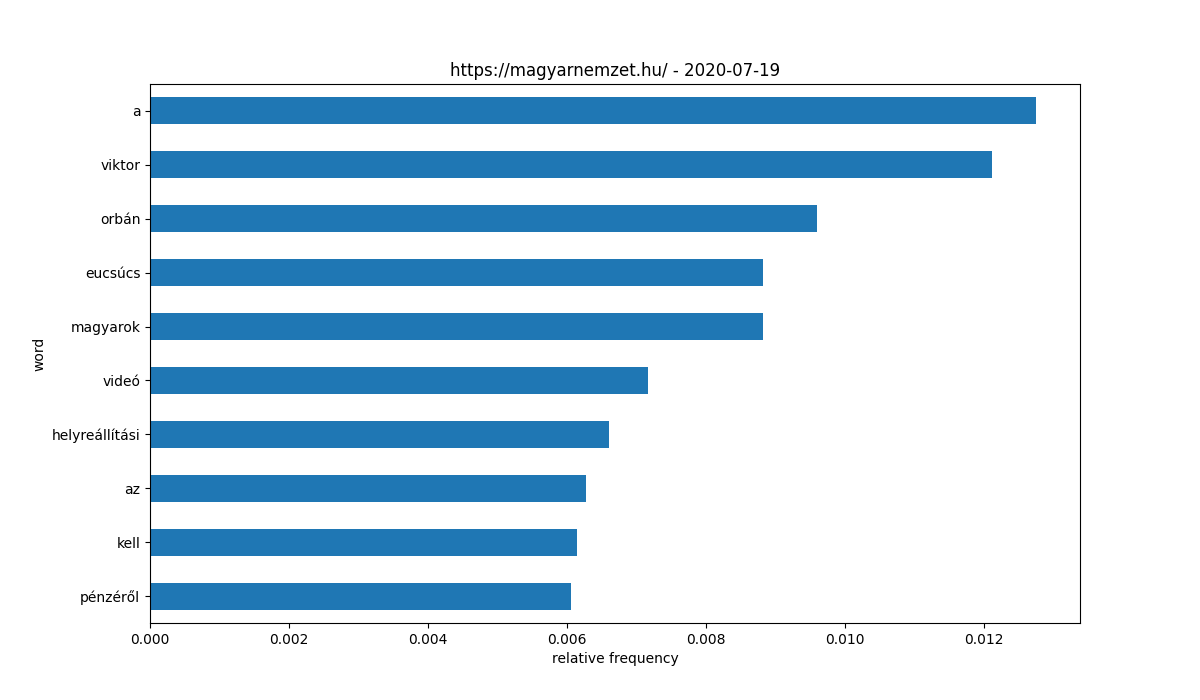 https://magyarnemzet.hu/ - 2020-07-19
a
viktor
orbán
eucsúcs
magyarok
videó
helyreállítási
az
kell
pénzéről
word
0.000 0.002 0.004 0.006 0.008 0.010 0.012
relative frequency